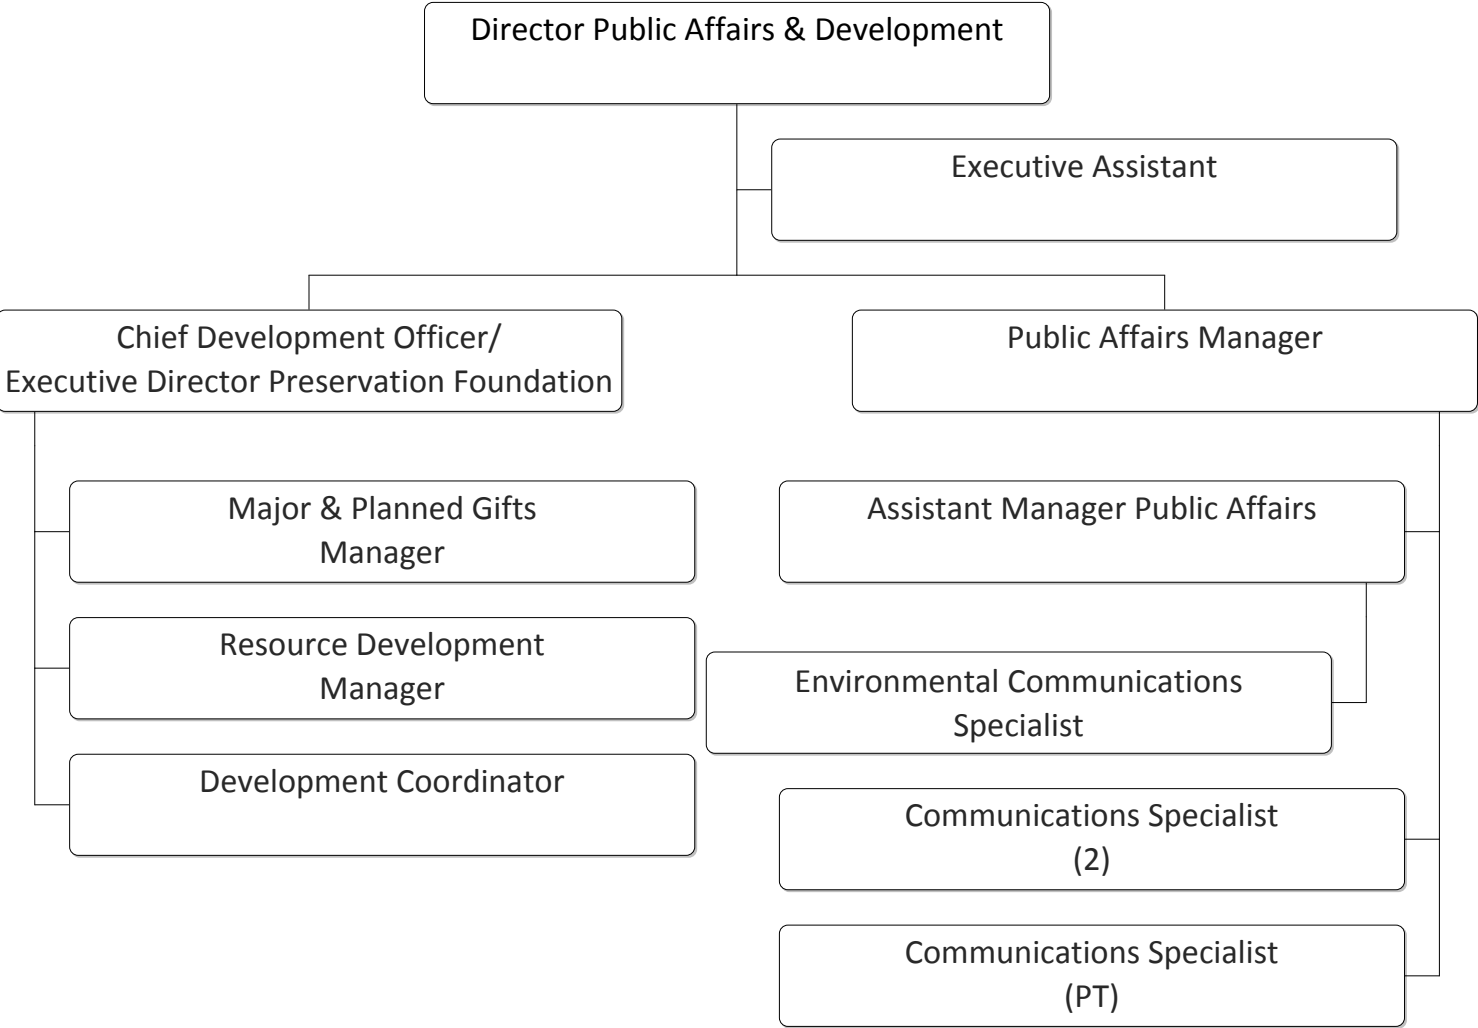 Director Public Affairs & Development
Executive Assistant
Chief Development Officer/
Executive Director Preservation Foundation
Public Affairs Manager
Major & Planned Gifts
Manager
Resource Development
Manager
Development Coordinator
Assistant Manager Public Affairs
Environmental Communications
Specialist
Communications Specialist
(2)
Communications Specialist
(PT)